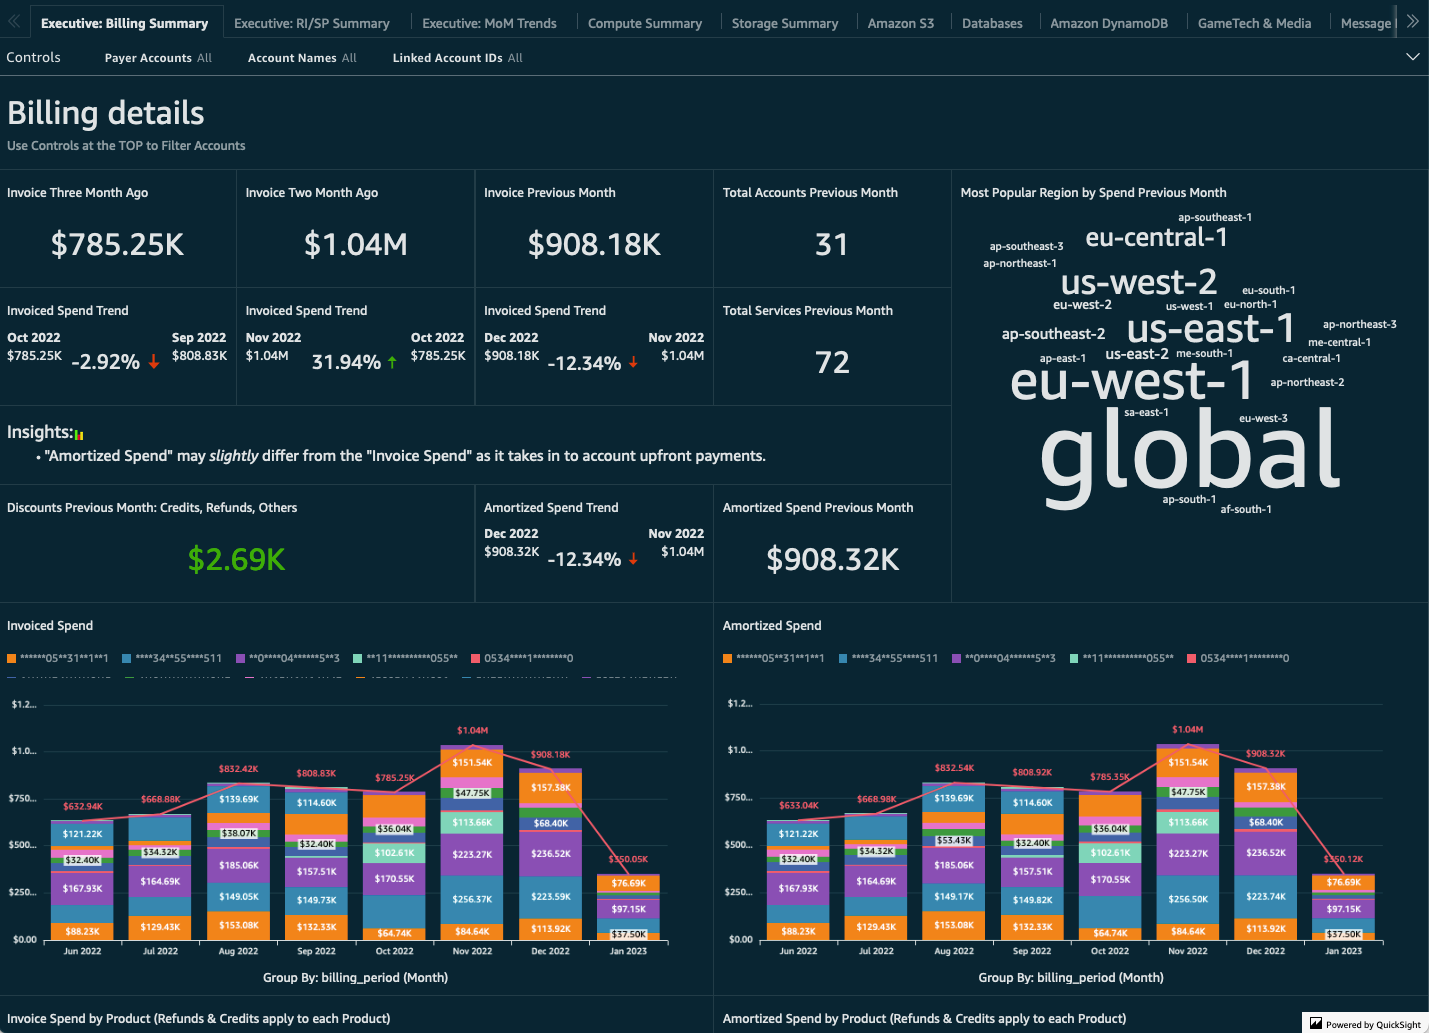 Executive: Billing Summary Executive: RI/SP Summary Executive: MoM Trends Compute Summary Storage Summary Amazon S3 Databases Amazon DynamoDB GameTech & Media Message
Controls Payer Accounts All Account Names All Linked Account IDs All
Billing details
Use Controls at the TOP to Filter Accounts
Invoice Three Month Ago
$785.25K
Invoice Two Month Ago
$1.04M
Invoice Previous Month
$908.18K
Total Accounts Previous Month
31
Invoiced Spend Trend
Oct 2022 Sep 2022
$785.25K -2.92% $808.83K
Invoiced Spend Trend
Nov 2022 Oct 2022
$1.04M 31.94% $785.25K
Invoiced Spend Trend
Dec 2022 Nov 2022
$908.18K -12.34% $1.04M
Total Services Previous Month
72
Most Popular Region by Spend Previous Month
ap-southeast-1
eu-central-1
ap-southeast-3
ap-northeast-1
us-west-2
eu-south-1
eu-west-2 us-west-1 eu-north-1
ap-southeast-2 us-east-1 ap-northeast-3
me-central-1
ap-east-1 us-east-2 me-south-1 ca-central-1
eu-west-1 ap-northeast-2
sa-east-1
eu-west-3
global
ap-south-1
af-south-1
Insights:
• "Amortized Spend" may slightly differ from the "Invoice Spend" as it takes in to account upfront payments.
Discounts Previous Month: Credits, Refunds, Others
$2.69K
Amortized Spend Trend
Dec 2022 Nov 2022
$908.32K -12.34% $1.04M
Amortized Spend Previous Month
$908.32K
Invoiced Spend
******05**31**1**1 ****34**55****511 **0****04******5**3 **11**********055** 0534****1********0
$1.2...
$1.0...
$750...
$500...
$250...
$0.00
$632.94K
$121.22K
$32.40K
$167.93K
$88.23K
$668.88K
$34.32K
$164.69K
$129.43K
$832.42K
$139.69K
$38.07K
$185.06K
$149.05K
$153.08K
$808.83K
$114.60K
$32.40K
$157.51K
$149.73K
$132.33K
$785.25K
$36.04K
$102.61K
$170.55K
$64.74K
$1.04M
$151.54K
$47.75K
$113.66K
$223.27K
$256.37K
$84.64K
$908.18K
$157.38K
$68.40K
$236.52K
$223.59K
$113.92K
$350.05K
$76.69K
$97.15K
$37.50K
Jun 2022 Jul 2022 Aug 2022 Sep 2022 Oct 2022 Nov 2022 Dec 2022 Jan 2023
Group By: billing_period (Month)
Amortized Spend
******05**31**1**1 ****34**55****511 **0****04******5**3 **11**********055** 0534****1********0
$1.2...
$1.0...
$750...
$500...
$250...
$0.00
$633.04K
$121.22K
$32.40K
$167.93K
$88.23K
$668.98K
$34.32K
$164.69K
$129.43K
$832.54K
$139.69K
$53.43K
$185.06K
$149.17K
$153.08K
$808.92K
$114.60K
$32.40K
$157.51K
$149.82K
$132.33K
$785.35K
$36.04K
$102.61K
$170.55K
$64.74K
$1.04M
$151.54K
$47.75K
$113.66K
$223.27K
$256.50K
$84.64K
$908.32K
$157.38K
$68.40K
$236.52K
$223.74K
$113.92K
$350.12K
$76.69K
$97.15K
$37.50K
Jun 2022 Jul 2022 Aug 2022 Sep 2022 Oct 2022 Nov 2022 Dec 2022 Jan 2023
Group By: billing_period (Month)
Invoice Spend by Product (Refunds & Credits apply to each Product)
Amortized Spend by Product (Refunds & Credits apply to each Product)
Powered by QuickSight